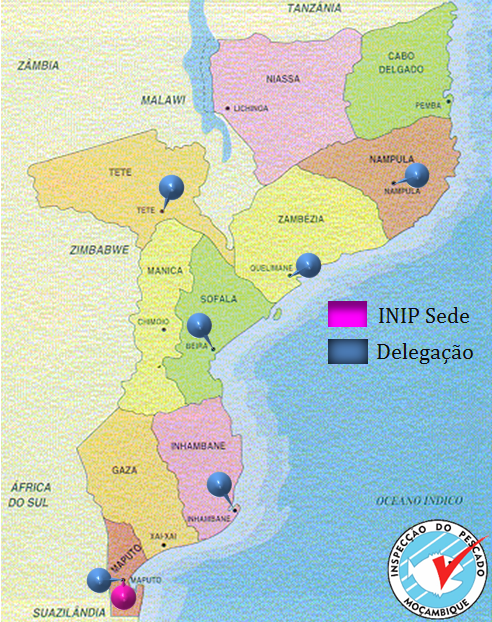 TANZÂNIA
ZÂMBIA
MALAWI
NIASSA
LICHINGA
CABO
DELGADO
PEMBA
NAMPULA
NAMPULA
TETE
TETE
ZIMBABWE
ZAMBÉZIA
QUELIMANE
MANICA
SOFALA
CHIMOIO
BEIRA
INIP Sede
Delegação
INHAMBANE
INHAMBANE
GAZA
XAI-XAI
ÁFRICA
DO SUL
MAPUTO
MAPUTO
SUAZILÂNDIA
OCEANO INDICO
INSPECÇÃO DO PESCADO
MOÇAMBIQUE